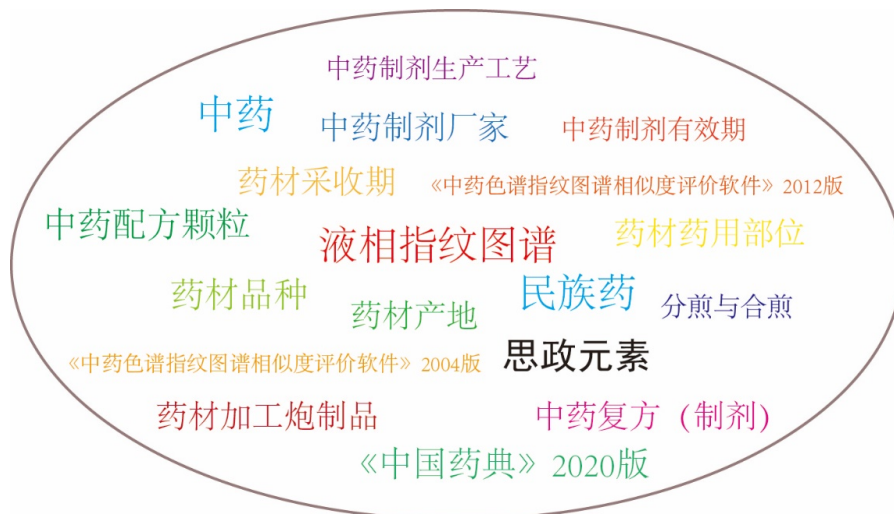 中药制剂生产工艺
中药
中药制剂厂家
中药制剂有效期
药材采收期
《中药色谱指纹图谱相似度评价软件》2012版
中药配方颗粒
液相指纹图谱
药材药用部位
药材品种
药材产地
民族药
分煎与合煎
《中药色谱指纹图谱相似度评价软件》2004版
思政元素
药材加工炮制品
中药复方（制剂）
《中国药典》2020版